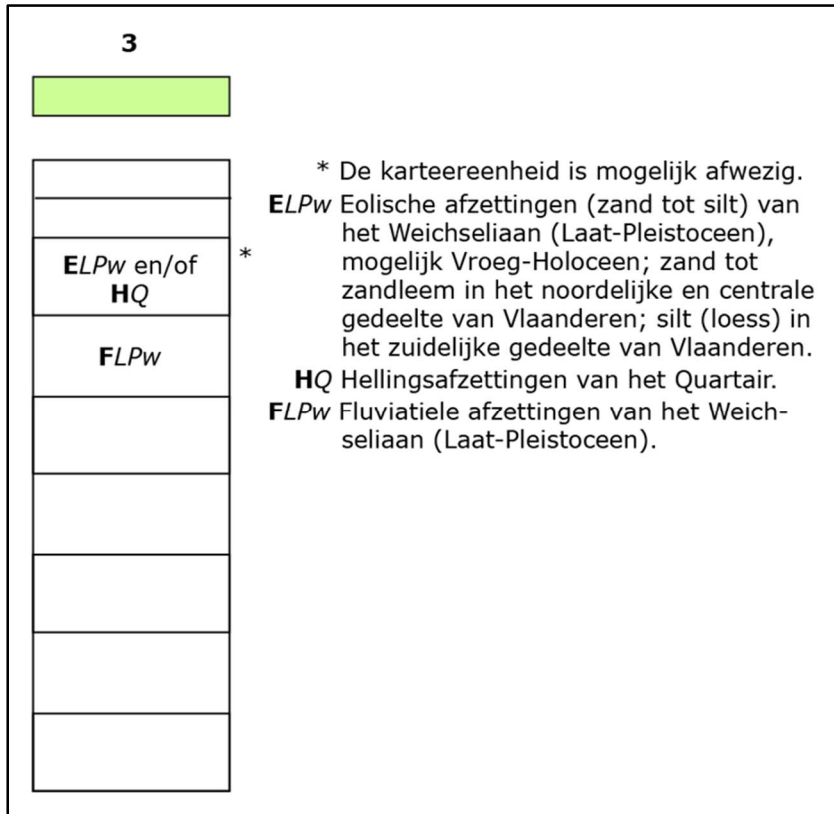 3
* De karteereenheid is mogelijk afwezig.
ELPw Eolische afzettingen (zand tot silt) van
het Weichseliaan (Laat-Pleistoceen),
mogelijk Vroeg-Holoceen; zand tot
zandleem in het noordelijke en centrale
gedeelte van Vlaanderen; silt (loess) in
het zuidelijke gedeelte van Vlaanderen.
HQ Hellingsafzettingen van het Quartair.
FLPw Fluviatiele afzettingen van het Weich-
seliaan (Laat-Pleistoceen).
ELPw en/of *
HQ
FLPw